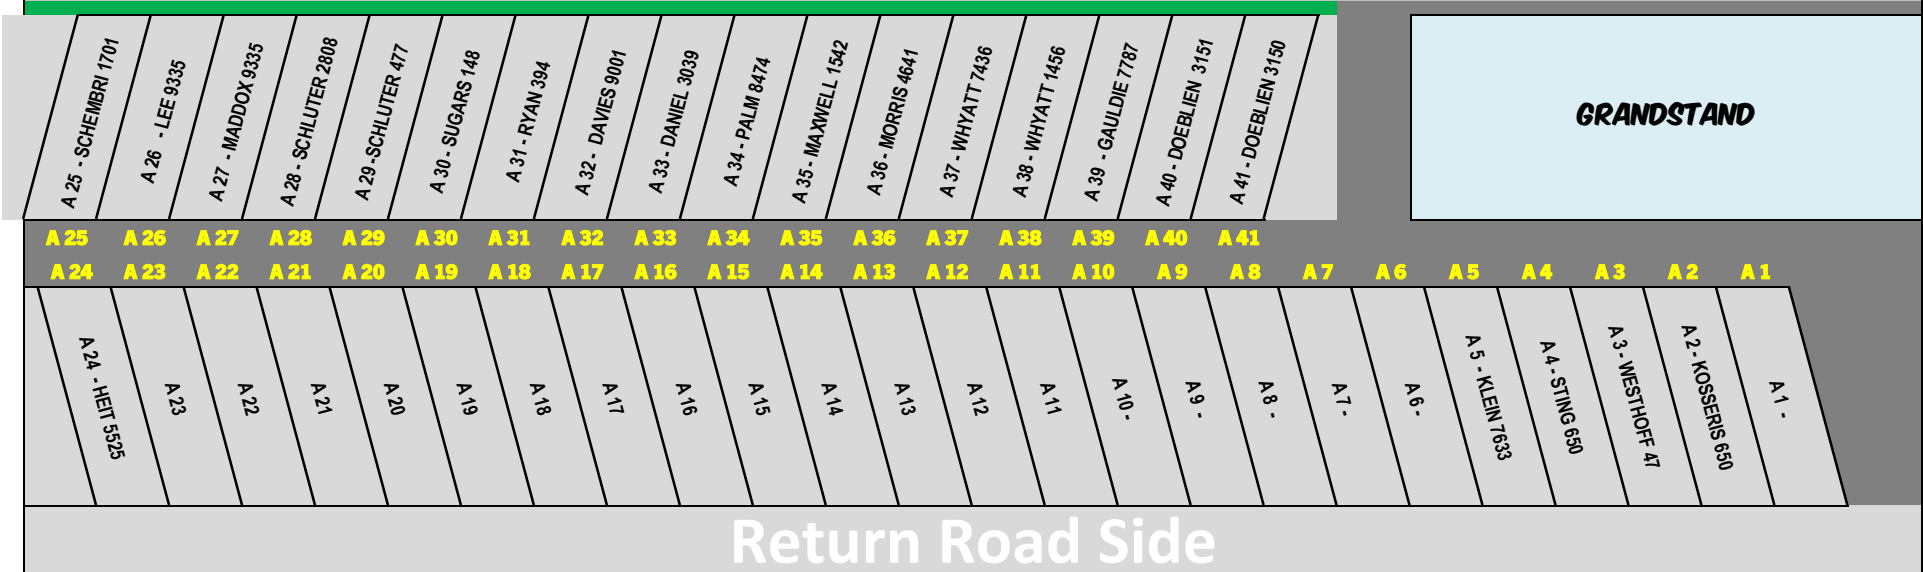 A 25 - SCHEMBRI 1701
A 26 - LEE 9335
A 27 - MADDOX 9335
A 28 - SCHLUTER 2808
A 29 -SCHLUTER 477
A 30 - SUGARS 148
A 31 - RYAN 394
A 32 - DAVIES 9001
A 33 - DANIEL 3039
A 34 - PALM 8474
A 35 - MAXWELL 1542
A 36 - MORRIS 4641
A 37 - WHYATT 7436
A 38 - WHYATT 1456
A 39 - GAULDIE 7787
A 40 - DOEBLIEN 3151
A 41 - DOEBLIEN 3150
GRANDSTAND
A 25 A 26 A 27 A 28 A 29 A 30 A 31 A 32 A 33 A 34 A 35 A 36 A 37 A 38 A 39 A 40 A 41
A 24 A 23 A 22 A 21 A 20 A 19 A 18 A 17 A 16 A 15 A 14 A 13 A 12 A 11 A 10 A 9 A 8 A 7 A 6 A 5 A 4 A 3 A 2 A 1
A 24 - HEIT 5525
A 23
A 22
A 21
A 20
A 19
A 18
A 17
A 16
A 15
A 14
A 13
A 12
A 11
A 10 -
A 9 -
A 8 -
A 7 -
A 6 -
A 5 - KLEIN 7633
A 4 - STING 650
A 3 - WESTHOFF 47
A 2 - KOSSERIS 650
A 1 -
Return Road Side